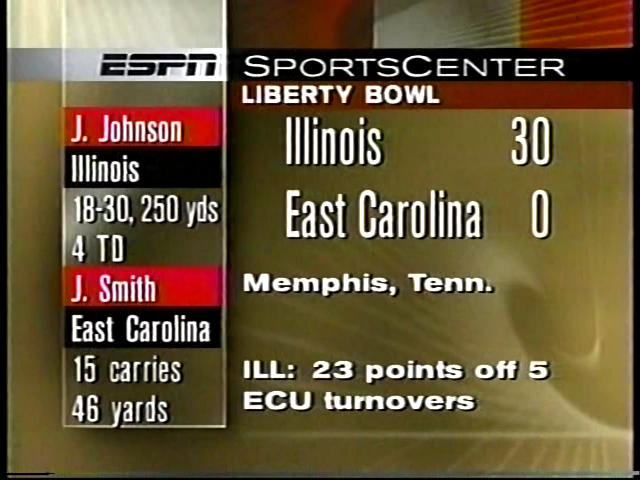 ESPN SPORTSCENTER
LIBERTY BOWL
J. Johnson
Illinois
18-30, 250 yds
4 TD
J. Smith
East Carolina
15 carries
46 yards
Illinois 30
East Carolina 0
Memphis, Tenn.
ILL: 23 points off 5
ECU turnovers